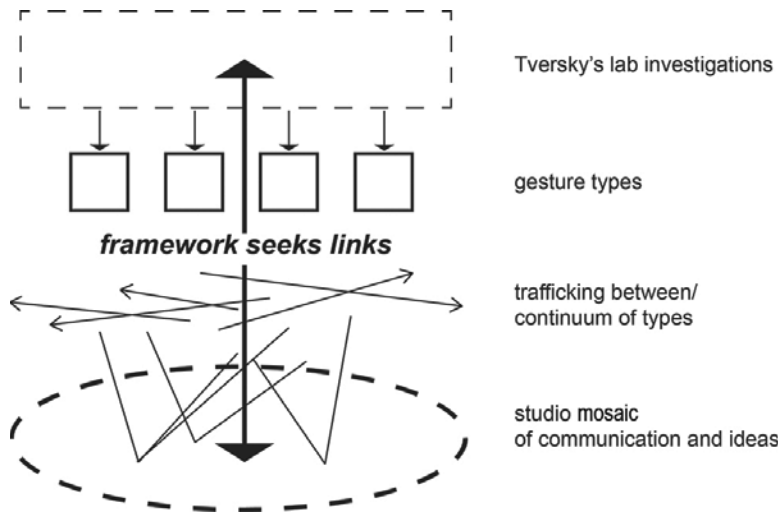 Tversky's lab investigations
gesture types
framework seeks links
trafficking between/
continuum of types
studio mosaic
of communication and ideas